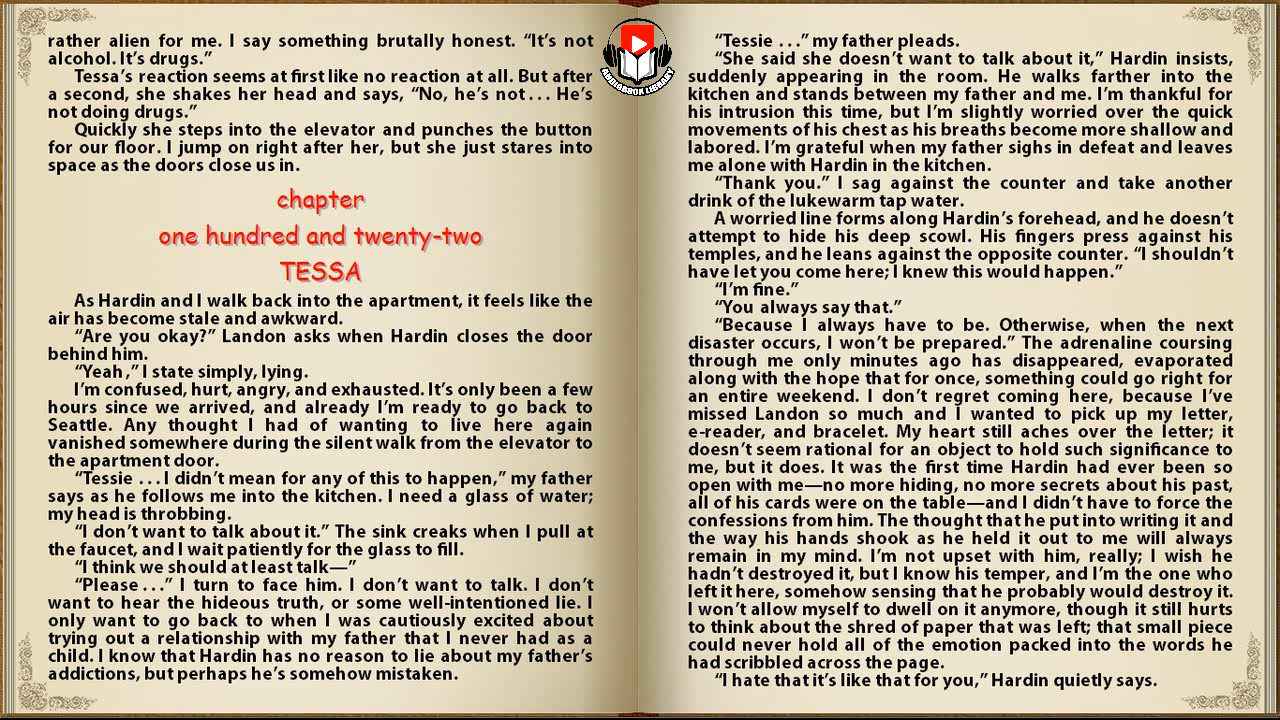 rather alien for me. I say something brutally honest. “It’s not
alcohol. It’s drugs.”
Tessa’s reaction seems at first like no reaction at all. But after
a second, she shakes her head and says, “No, he’s not . . . He’s
not doing drugs.”
Quickly she steps into the elevator and punches the button
for our floor. I jump on right after her, but she just stares into
space as the doors close us in.
chapter
one hundred and twenty-two
TESSA
As Hardin and I walk back into the apartment, it feels like the
air has become stale and awkward.
“Are you okay?” Landon asks when Hardin closes the door
behind him.
“Yeah,” I state simply, lying.
I’m confused, hurt, angry, and exhausted. It’s only been a few
hours since we arrived, and already I’m ready to go back to
Seattle. Any thought I had of wanting to live here again
vanished somewhere during the silent walk from the elevator to
the apartment door.
“Tessie . . . I didn’t mean for any of this to happen,” my father
says as he follows me into the kitchen. I need a glass of water;
my head is throbbing.
“I don’t want to talk about it.” The sink creaks when I pull at
the faucet, and I wait patiently for the glass to fill.
“I think we should at least talk—”
“Please . . .” I turn to face him. I don’t want to talk. I don’t
want to hear the hideous truth, or some well-intentioned lie. I
only want to go back to when I was cautiously excited about
trying out a relationship with my father that I never had as a
child. I know that Hardin has no reason to lie about my father’s
addictions, but perhaps he’s somehow mistaken.
AUDIOBOOK LIBRARY
“Tessie . . .” my father pleads.
“She said she doesn’t want to talk about it,” Hardin insists,
suddenly appearing in the room. He walks farther into the
kitchen and stands between my father and me. I’m thankful for
his intrusion this time, but I’m slightly worried over the quick
movements of his chest as his breaths become more shallow and
labored. I’m grateful when my father sighs in defeat and leaves
me alone with Hardin in the kitchen.
“Thank you.” I sag against the counter and take another
drink of the lukewarm tap water.
A worried line forms along Hardin’s forehead, and he doesn’t
attempt to hide his deep scowl. His fingers press against his
temples, and he leans against the opposite counter. “I shouldn’t
have let you come here; I knew this would happen.”
“I’m fine.”
“You always say that.”
“Because I always have to be. Otherwise, when the next
disaster occurs, I won’t be prepared.” The adrenaline coursing
through me only minutes ago has disappeared, evaporated
along with the hope that for once, something could go right for
an entire weekend. I don’t regret coming here, because I’ve
missed Landon so much and I wanted to pick up my letter,
e-reader, and bracelet. My heart still aches over the letter; it
doesn’t seem rational for an object to hold such significance to
me, but it does. It was the first time Hardin had ever been so
open with me—no more hiding, no more secrets about his past,
all of his cards were on the table—and I didn’t have to force the
confessions from him. The thought that he put into writing it and
the way his hands shook as he held it out to me will always
remain in my mind. I’m not upset with him, really; I wish he
hadn’t destroyed it, but I know his temper, and I’m the one who
left it here, somehow sensing that he probably would destroy it.
I won’t allow myself to dwell on it anymore, though it still hurts
to think about the shred of paper that was left; that small piece
could never hold all of the emotion packed into the words he
had scribbled across the page.
“I hate that it’s like that for you,” Hardin quietly says.